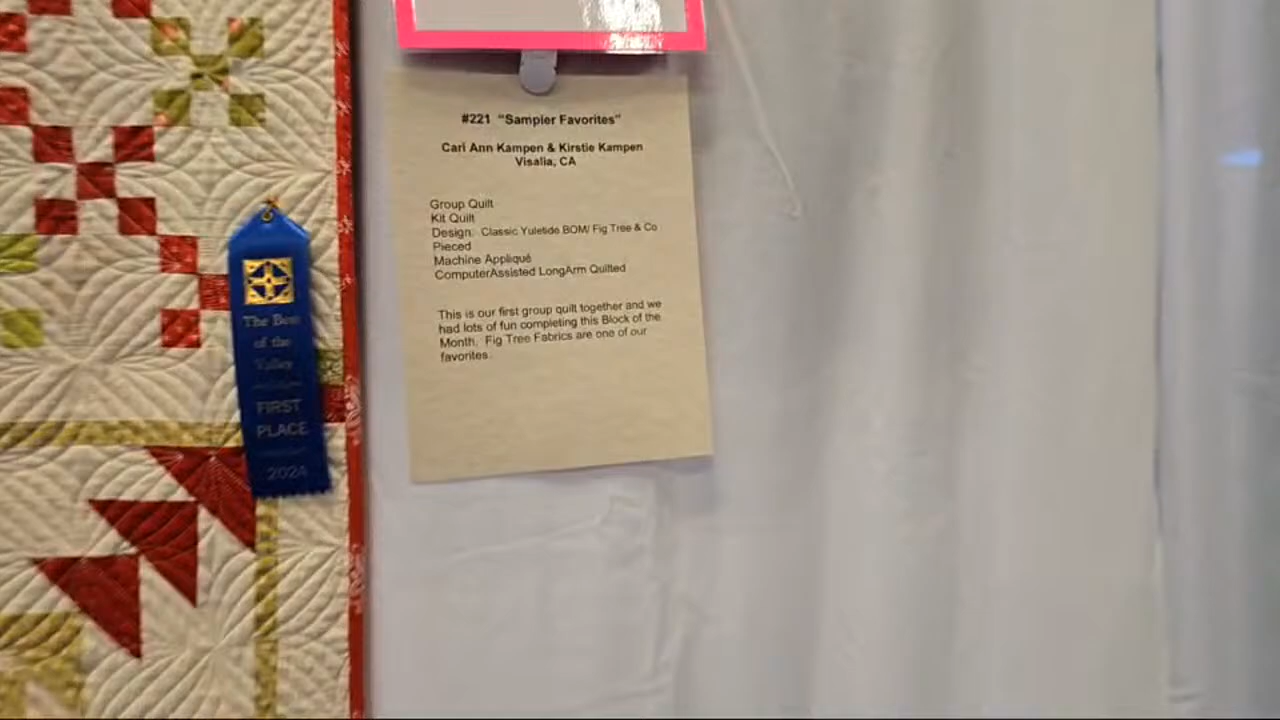 #221 "Sampler Favorites"
Cari Ann Kampen & Kirstie Kampen
Visalia, CA
Group Quilt
Kit Quilt
Design: Classic Yuletide BOM/ Fig Tree & Co
Pieced
Machine Appliqué
ComputerAssisted LongArm Quilted
This is our first group quilt together and we
had lots of fun completing this Block of the
Month. Fig Tree Fabrics are one of our
favorites.
The Best
of the
Valley
FIRST
PLACE
2024